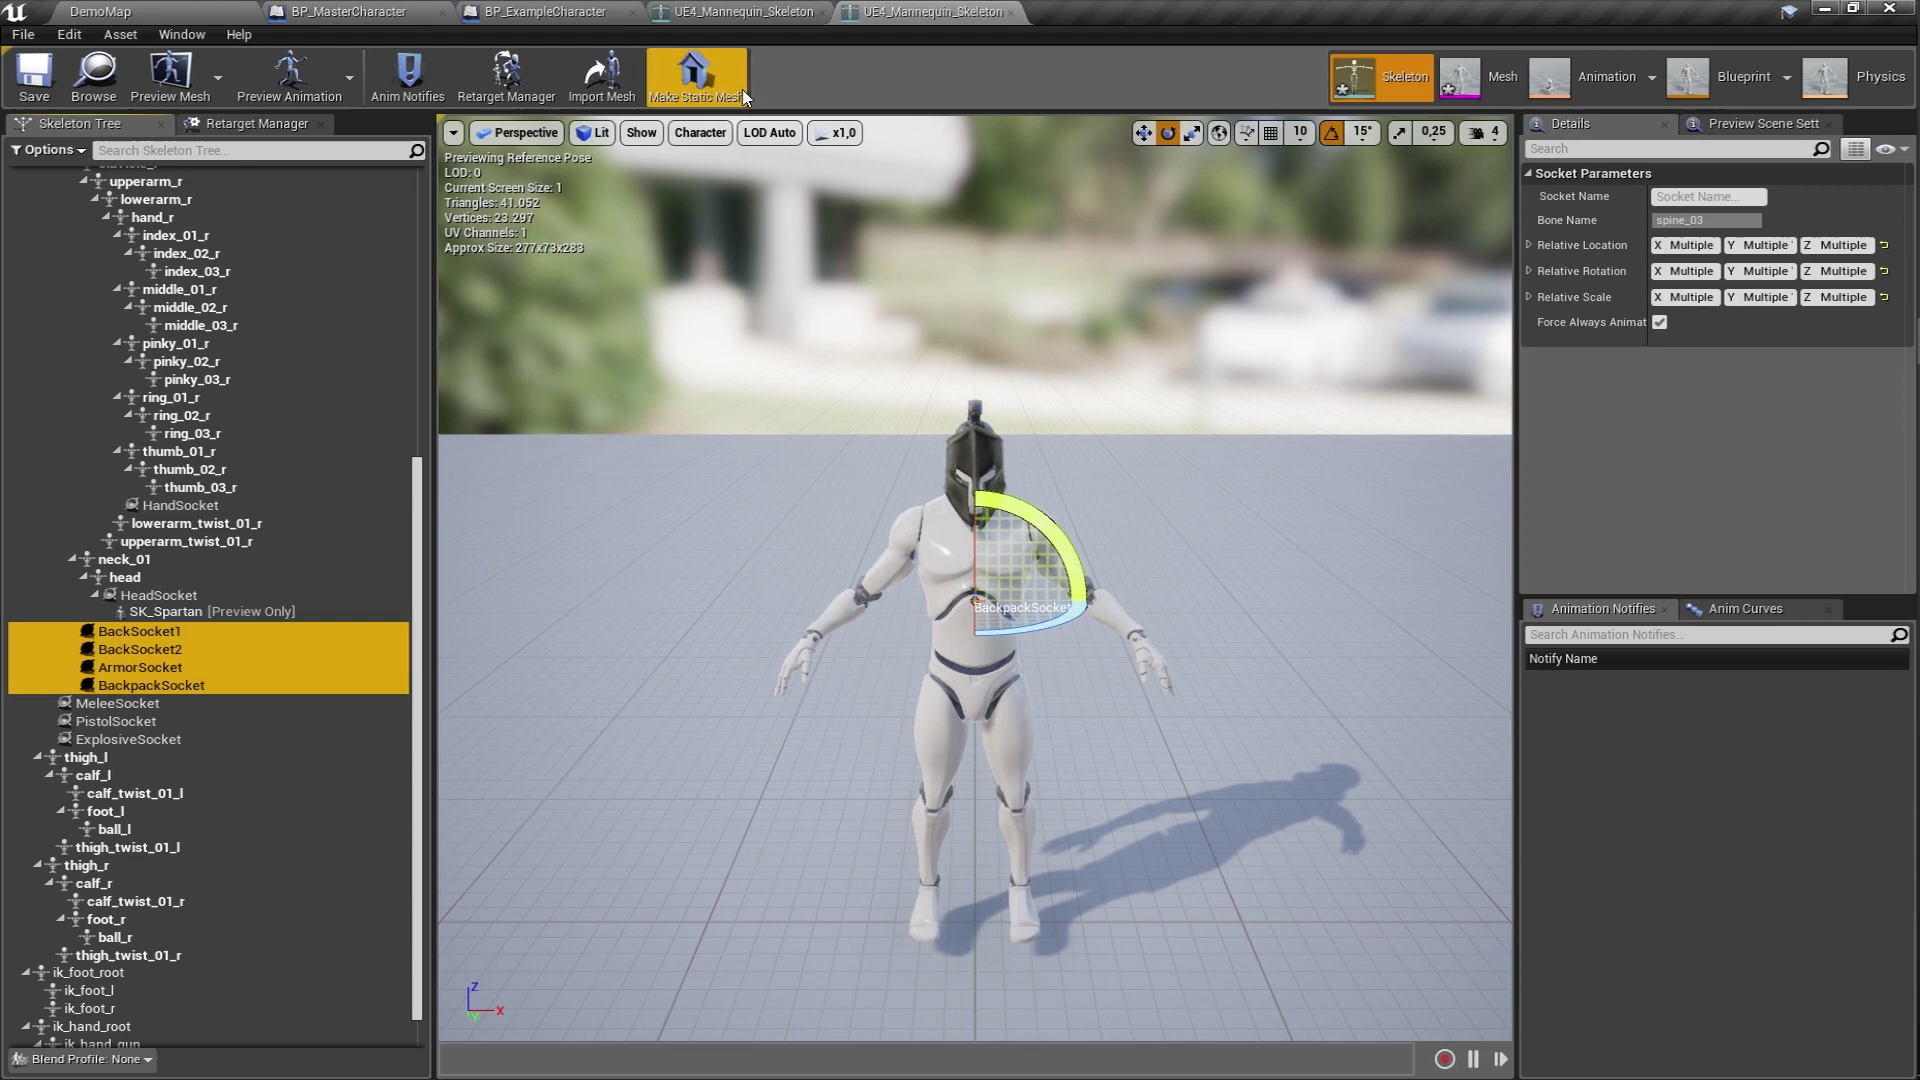 DemoMap
BP_MasterCharacter
BP_ExampleCharacter
UE4_Mannequin_Skeleton
UE4_Mannequin_Skeleton
File Edit Asset Window Help
Save
Browse
Preview Mesh
Preview Animation
Anim Notifies
Retarget Manager
Import Mesh
Make Static Mesh
Skeleton
Mesh
Animation
Blueprint
Physics
Skeleton Tree
Retarget Manager
Options
Search Skeleton Tree...
upperarm_r
lowerarm_r
hand_r
index_01_r
index_02_r
index_03_r
middle_01_r
middle_02_r
middle_03_r
pinky_01_r
pinky_02_r
pinky_03_r
ring_01_r
ring_02_r
ring_03_r
thumb_01_r
thumb_02_r
thumb_03_r
HandSocket
lowerarm_twist_01_r
upperarm_twist_01_r
neck_01
head
HeadSocket
SK_Spartan [Preview Only]
BackSocket1
BackSocket2
ArmorSocket
BackpackSocket
MeleeSocket
PistolSocket
ExplosiveSocket
thigh_l
calf_l
calf_twist_01_l
foot_l
ball_l
thigh_twist_01_l
thigh_r
calf_r
calf_twist_01_r
foot_r
ball_r
thigh_twist_01_r
ik_foot_root
ik_foot_l
ik_foot_r
ik_hand_root
ik_hand_gun
Blend Profile: None
Perspective
Lit
Show
Character
LOD Auto
x1,0
10
15°
0,25
4
Previewing Reference Pose
LOD: 0
Current Screen Size: 1
Triangles: 41.052
Vertices: 23.297
UV Channels: 1
Approx Size: 277x73x283
BackpackSocket
Z
X
Y
Details
Preview Scene Sett
Search
Socket Parameters
Socket Name Socket Name...
Bone Name spine_03
Relative Location X Multiple Y Multiple Z Multiple
Relative Rotation X Multiple Y Multiple Z Multiple
Relative Scale X Multiple Y Multiple Z Multiple
Force Always Animat
Animation Notifies
Anim Curves
Search Animation Notifies...
Notify Name